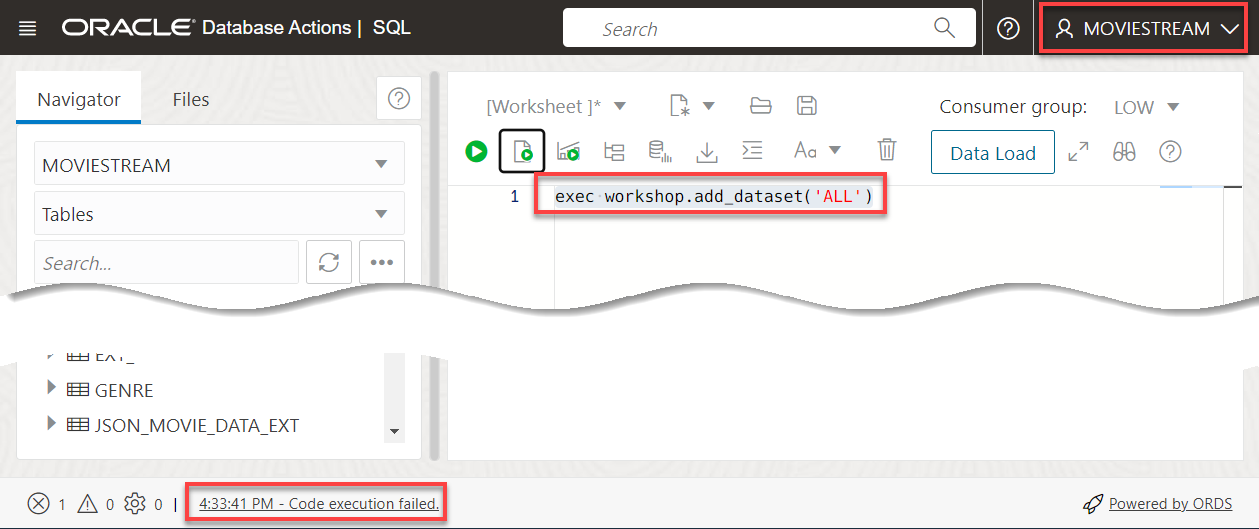 ORACLE® Database Actions | SQL
Search
MOVIESTREAM
Navigator
Files
MOVIESTREAM
Tables
Search...
GENRE
JSON_MOVIE_DATA_EXT
[Worksheet ]*
Consumer group: LOW
Aa
Data Load
1 exec workshop.add_dataset('ALL')
1 0 0 | 4:33:41 PM - Code execution failed.
Powered by ORDS